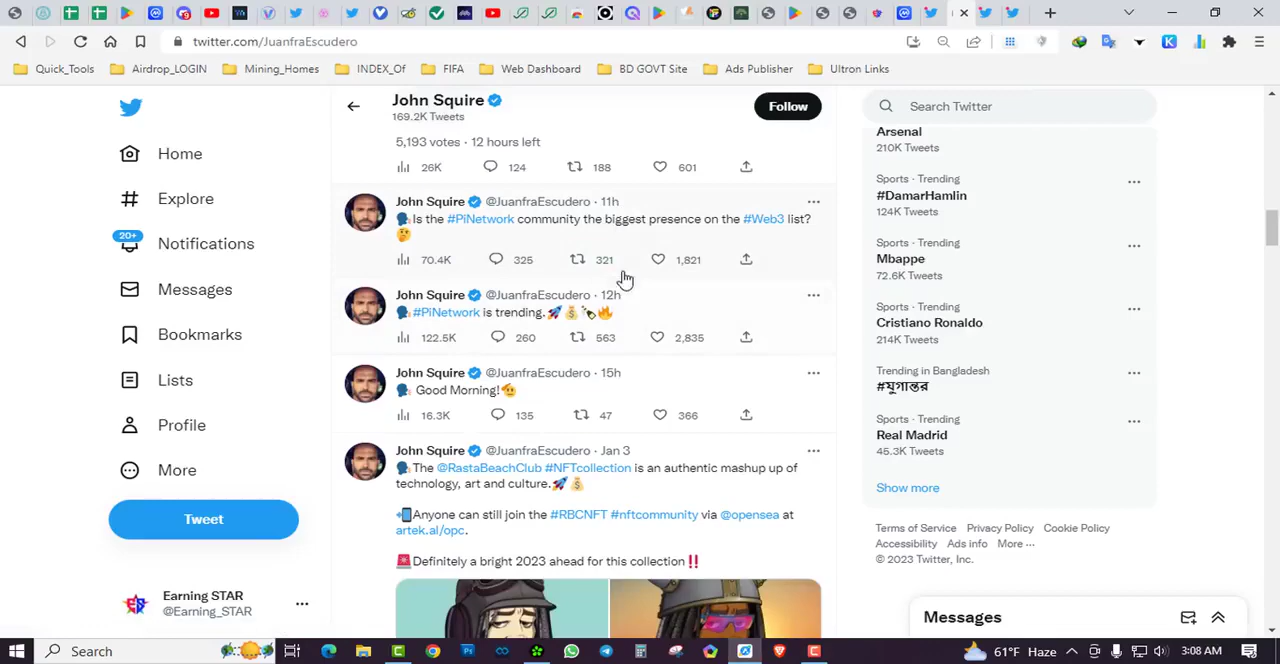 twitter.com/JuanfraEscudero
Quick_Tools
Airdrop_LOGIN
Mining_Homes
INDEX_Of
FIFA
Web Dashboard
BD GOVT Site
Ads Publisher
Ultron Links
Home
Explore
20+
Notifications
Messages
Bookmarks
Lists
Profile
More
Tweet
Earning STAR
@Earning_STAR
John Squire
169.2K Tweets
Follow
5,193 votes · 12 hours left
26K 124 188 601
John Squire @JuanfraEscudero · 11h
Is the #PiNetwork community the biggest presence on the #Web3 list?
70.4K 325 321 1,821
John Squire @JuanfraEscudero · 12h
#PiNetwork is trending.
122.5K 260 563 2,835
John Squire @JuanfraEscudero · 15h
Good Morning!
16.3K 135 47 366
John Squire @JuanfraEscudero · Jan 3
The @RastaBeachClub #NFTcollection is an authentic mashup of
technology, art and culture.
Anyone can still join the #RBCNFT #nftcommunity via @opensea at
artek.al/opc.
Definitely a bright 2023 ahead for this collection‼
Search Twitter
Arsenal
210K Tweets
Sports · Trending
#DamarHamlin
124K Tweets
Sports · Trending
Mbappe
72.6K Tweets
Sports · Trending
Cristiano Ronaldo
214K Tweets
Trending in Bangladesh
#যুগান্তর
Sports · Trending
Real Madrid
45.3K Tweets
Show more
Terms of Service Privacy Policy Cookie Policy
Accessibility Ads info More ···
© 2023 Twitter, Inc.
Messages
Search
61°F Haze
3:08 AM